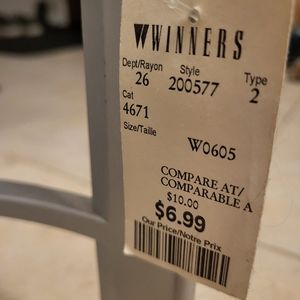 WINNERS
Dept/Rayon Style Type
26 200577 2
Cat
4671
Size/Taille
W0605
COMPARE AT/
COMPARABLE A
$10.00
$6.99
Our Price/Notre Prix